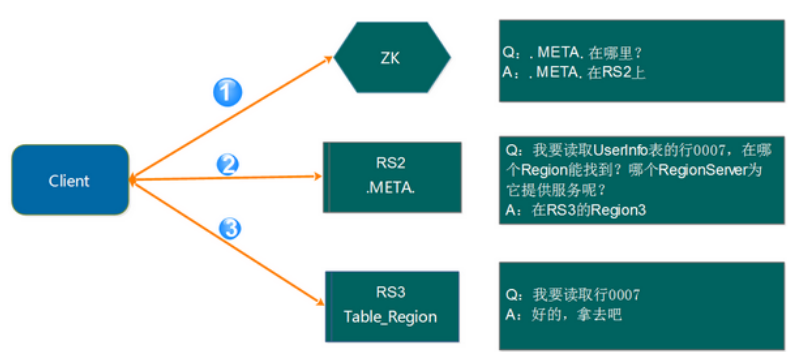 Client
1
ZK
Q：.META.在哪里？
A：.META.在RS2上
2
RS2
.META.
Q：我要读取UserInfo表的行0007，在哪
个Region能找到？哪个RegionServer为
它提供服务呢？
A：在RS3的Region3
3
RS3
Table_Region
Q：我要读取行0007
A：好的，拿去吧